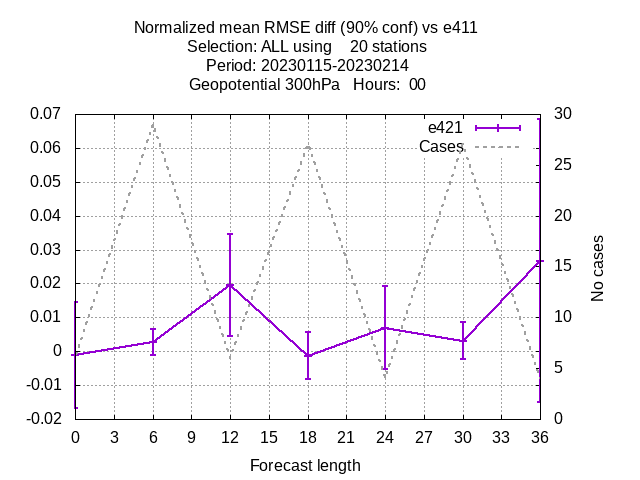 Normalized mean RMSE diff (90% conf) vs e411
Selection: ALL using    20 stations
Period: 20230115-20230214
Geopotential 300hPa   Hours:  00
e421
Cases
0.07
0.06
0.05
0.04
0.03
0.02
0.01
0
-0.01
-0.02
30
25
20
15
10
5
0
No cases
0 3 6 9 12 15 18 21 24 27 30 33 36
Forecast length